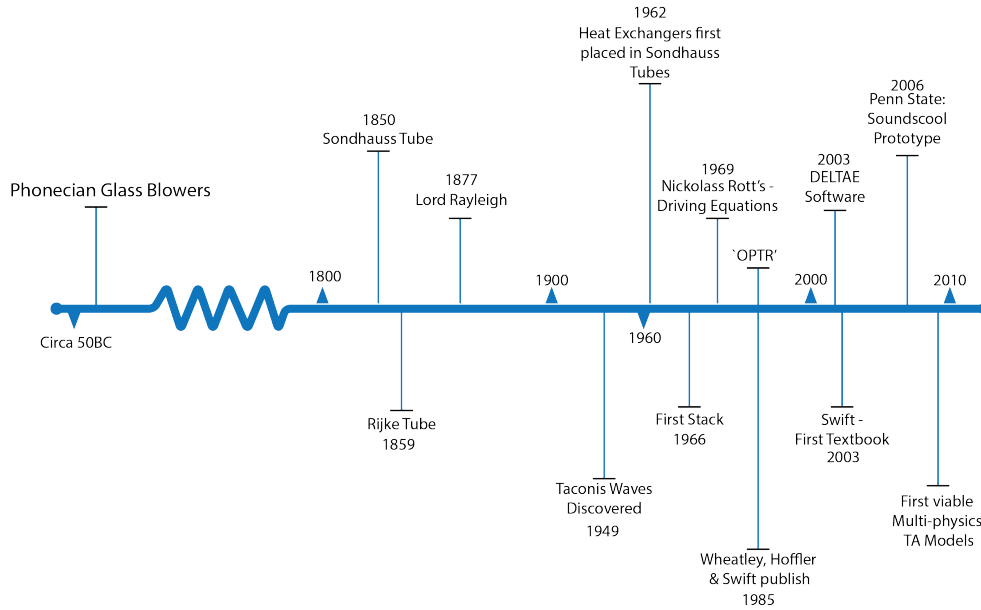 Phonecian Glass Blowers
Circa 50BC
1800
1850
Sondhauss Tube
Rijke Tube
1859
1877
Lord Rayleigh
1900
Taconis Waves
Discovered
1949
1960
1962
Heat Exchangers first
placed in Sondhauss
Tubes
First Stack
1966
1969
Nickolass Rott's -
Driving Equations
`OPTR’
Wheatley, Hoffler
& Swift publish
1985
2000
2003
DELTAE
Software
Swift -
First Textbook
2003
2006
Penn State:
Soundscool
Prototype
2010
First viable
Multi-physics
TA Models